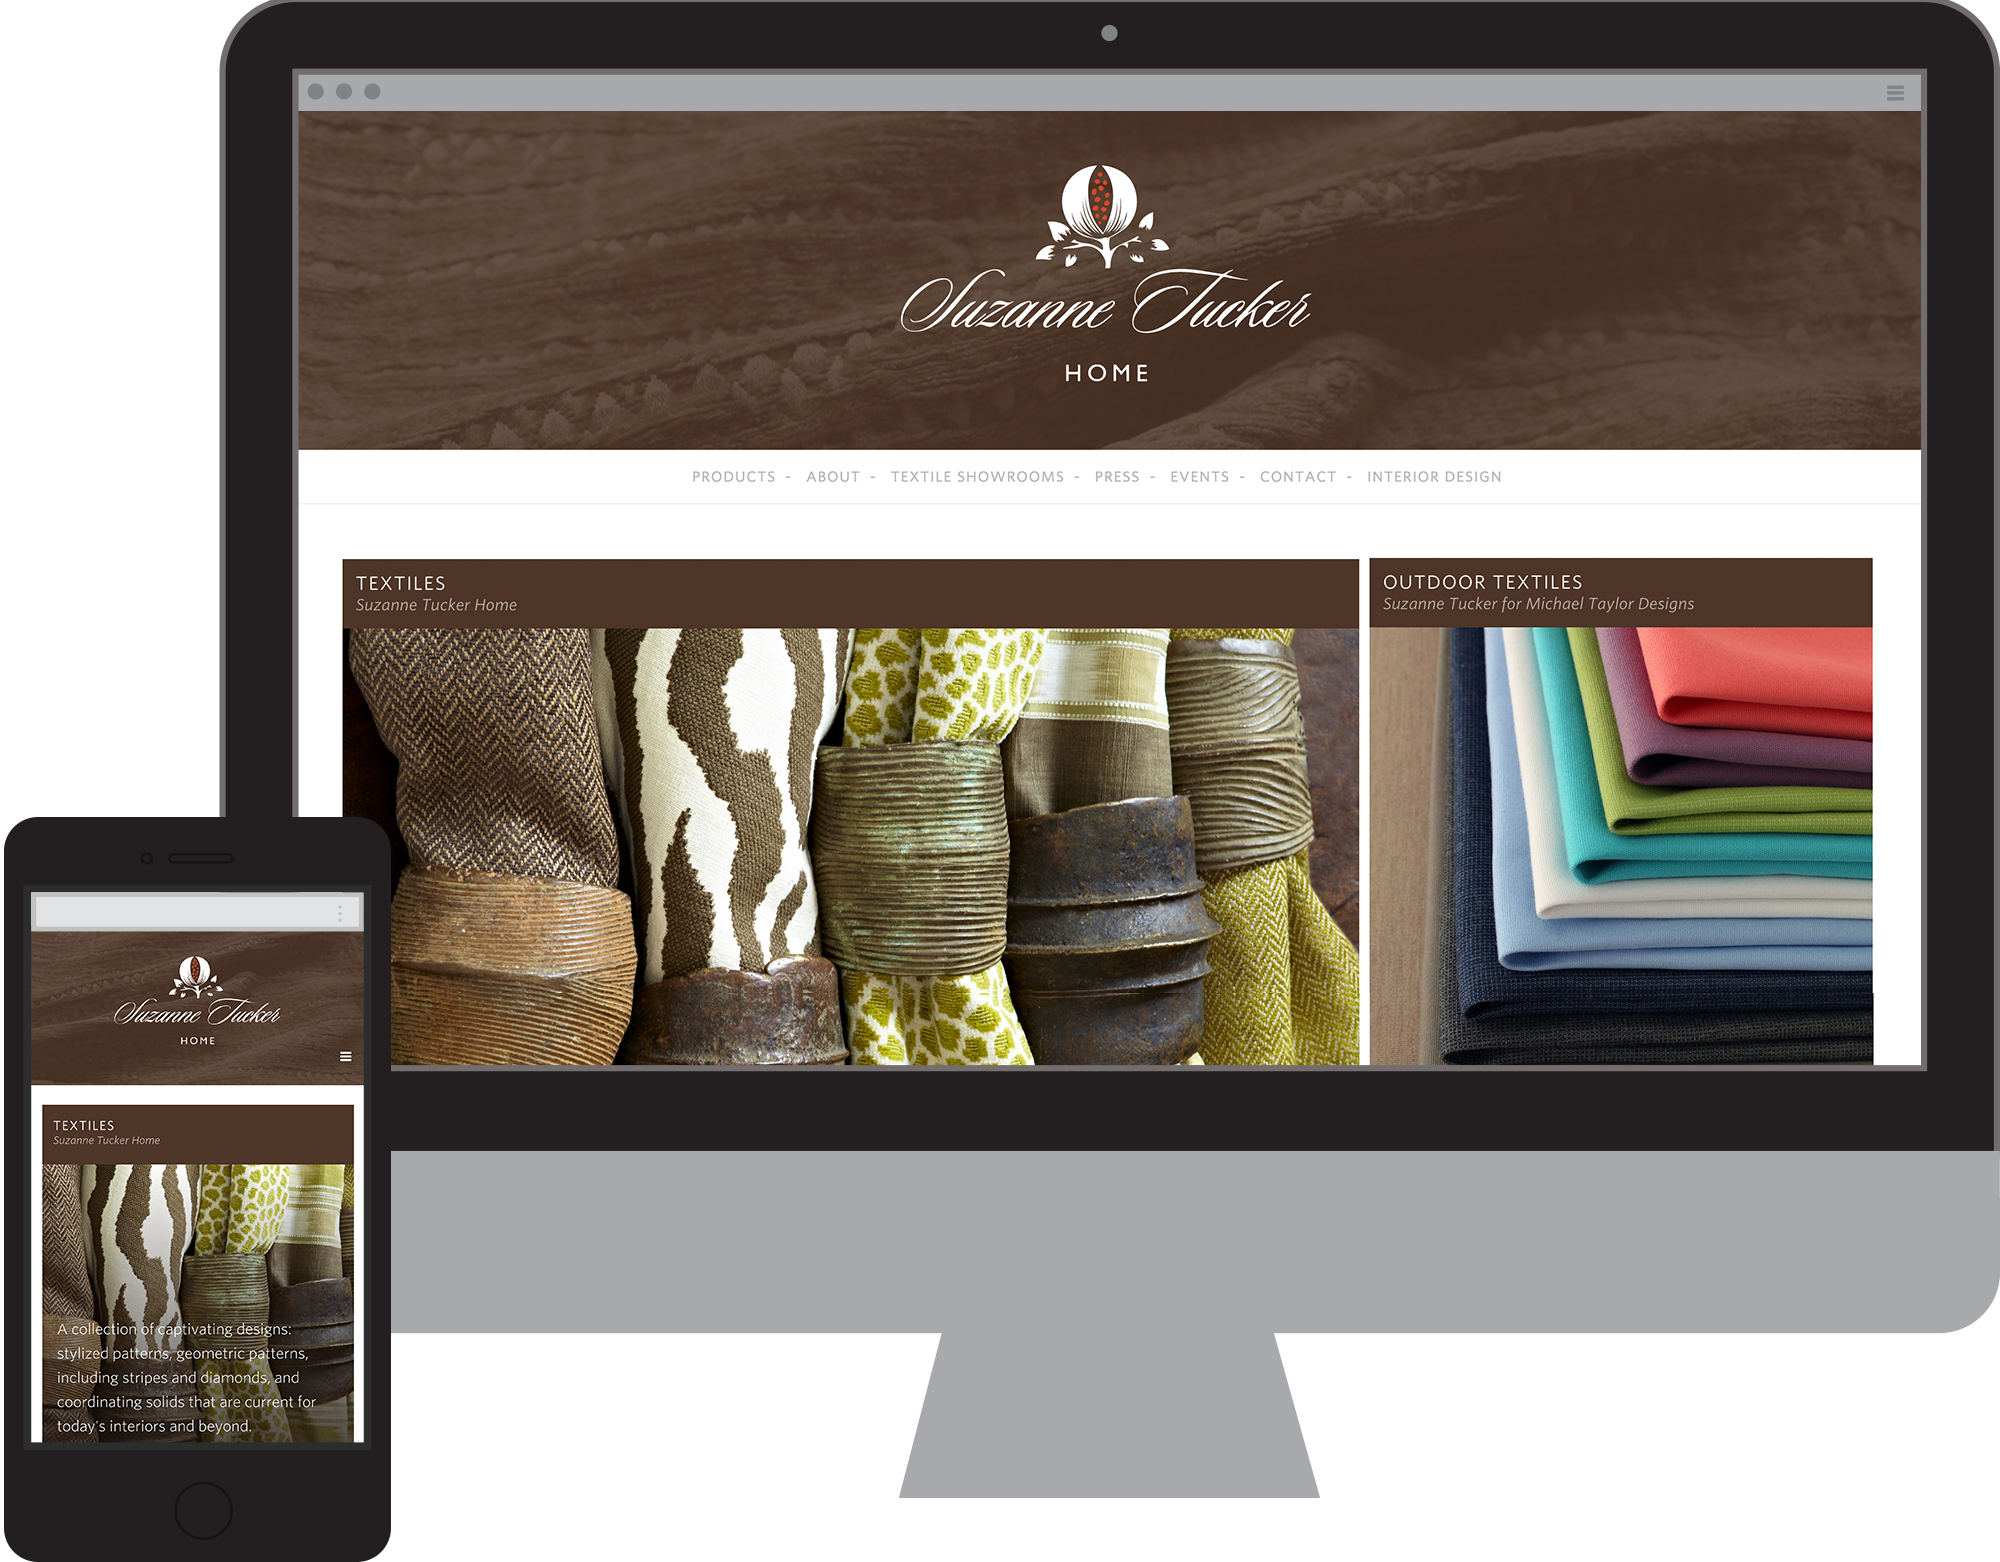 Suzanne Tucker
HOME
PRODUCTS - ABOUT - TEXTILE SHOWROOMS - PRESS - EVENTS - CONTACT - INTERIOR DESIGN
TEXTILES
Suzanne Tucker Home
OUTDOOR TEXTILES
Suzanne Tucker for Michael Taylor Designs
Suzanne Tucker
HOME
TEXTILES
Suzanne Tucker Home
A collection of captivating designs:
stylized patterns, geometric patterns,
including stripes and diamonds, and
coordinating solids that are current for
today's interiors and beyond.